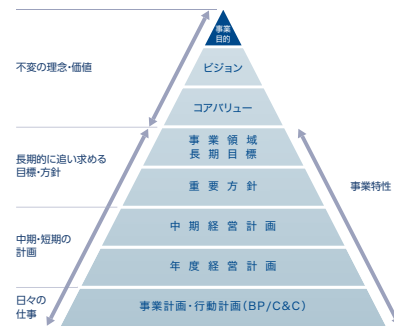 事業
目的
不変の理念・価値
ビジョン
コアバリュー
長期的に追い求める
目標・方針
事業領域
長期目標
重要方針
事業特性
中期・短期の
計画
中期経営計画
年度経営計画
日々の
仕事
事業計画・行動計画(BP/C&C)